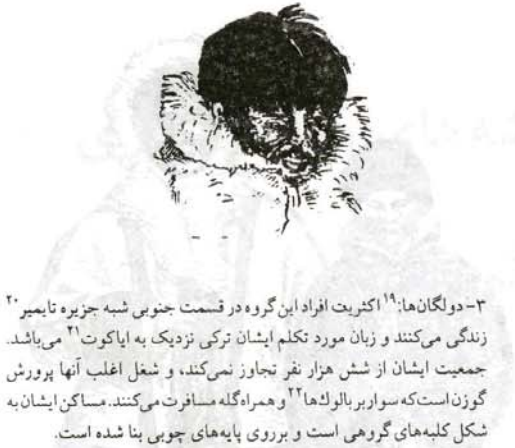 ۳- دولگان‌ها:۱۹ اکثریت افراد این گروه در قسمت جنوبی شبه جزیره تایمیر۲۰
زندگی می‌کنند و زبان مورد تکلم ایشان ترکی نزدیک به ایاکوت۲۱ می‌باشد.
جمعیت ایشان از شش هزار نفر تجاوز نمی‌کند، و شغل اغلب آنها پرورش
گوزن است که سوار بر بالوك‌ها۲۲ و همراه گله مسافرت می‌کنند. مساکن ایشان به
شکل کلبه‌های گروهی است و برروی پایه‌های چوبی بنا شده است.